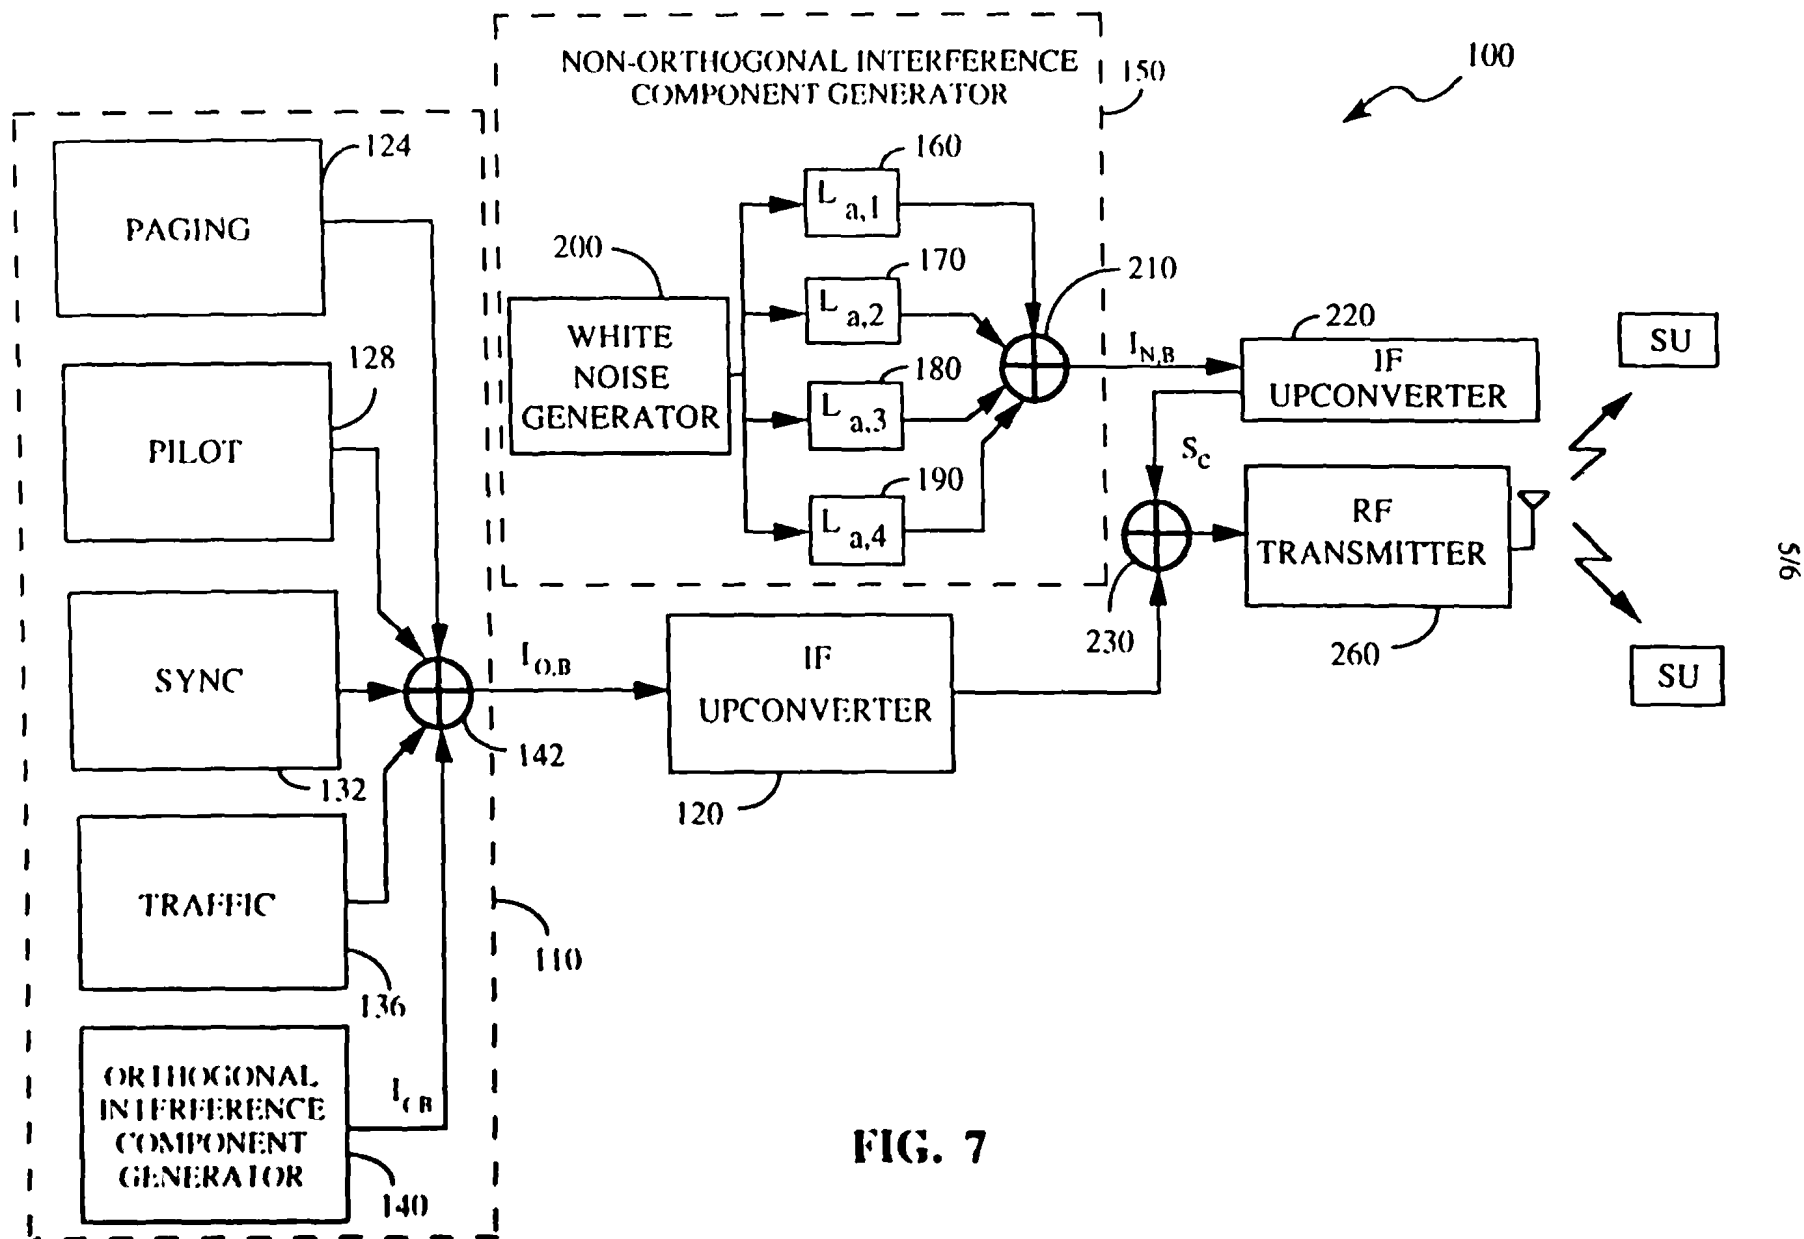 NON-ORTHOGONAL INTERFERENCE
COMPONENT GENERATOR
150
100
124
PAGING
128
PILOT
SYNC
132
TRAFFIC
136
ORTHOGONAL
INTERFERENCE
COMPONENT
GENERATOR
140
142
110
I O,B
200
WHITE
NOISE
GENERATOR
160
L a,1
170
L a,2
180
L a,3
190
L a,4
210
I N,B
220
IF
UPCONVERTER
S C
230
RF
TRANSMITTER
260
IF
UPCONVERTER
120
SU
SU
5/6
FIG. 7